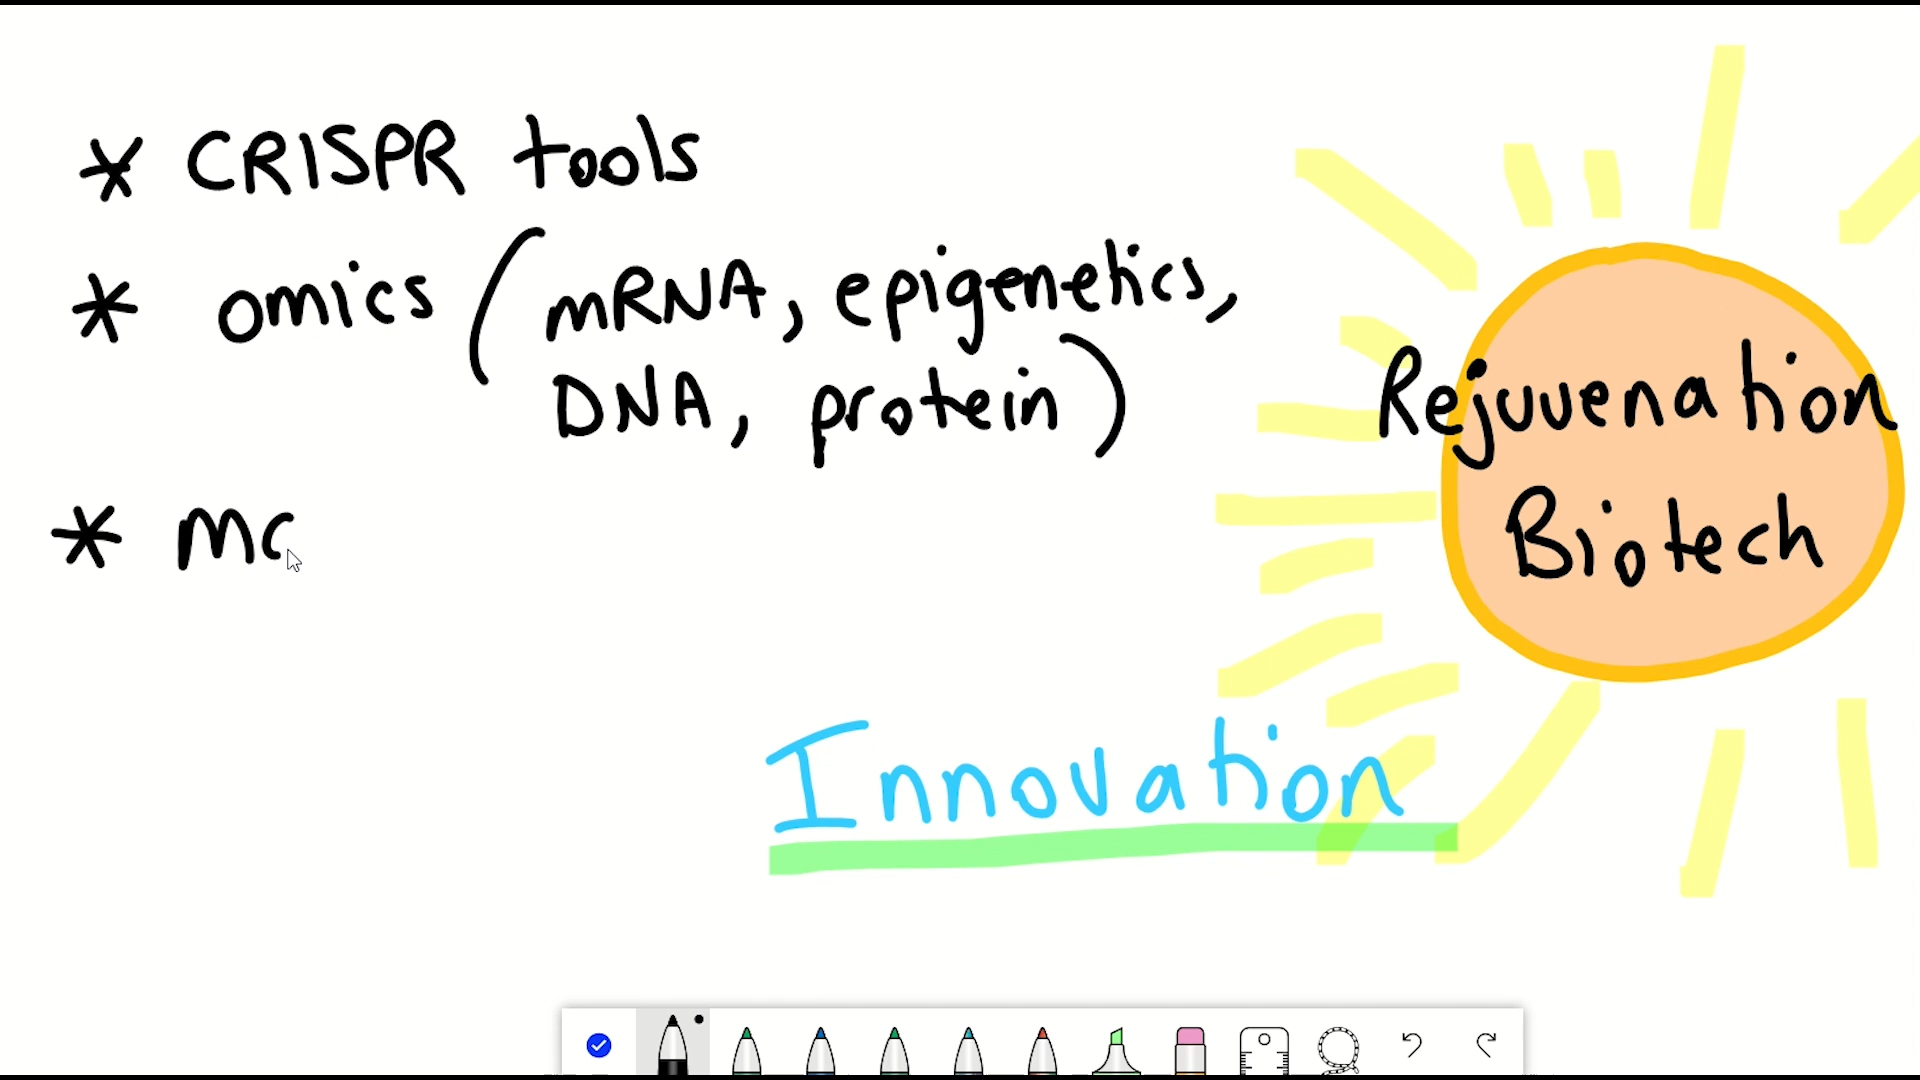 * CRISPR tools
* omics (mRNA, epigenetics,
DNA, protein)
* mc
Rejuvenation
Biotech
Innovation